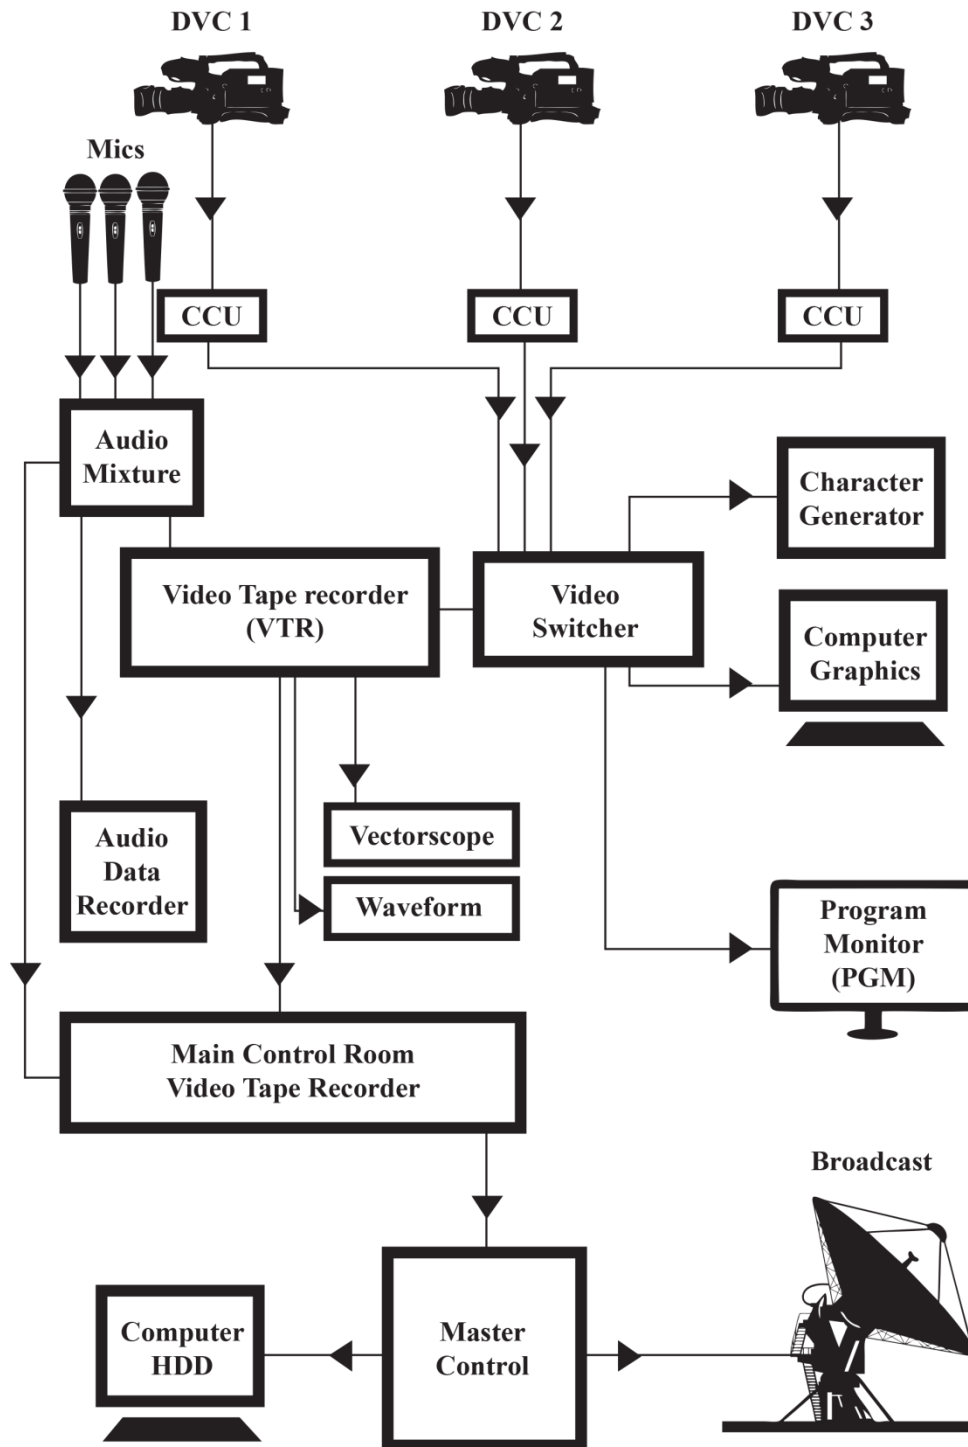 DVC 1
DVC 2
DVC 3
Mics
CCU
CCU
CCU
Audio
Mixture
Character
Generator
Video Tape recorder
(VTR)
Video
Switcher
Computer
Graphics
Audio
Data
Recorder
Vectorscope
Waveform
Program
Monitor
(PGM)
Main Control Room
Video Tape Recorder
Broadcast
Computer
HDD
Master
Control